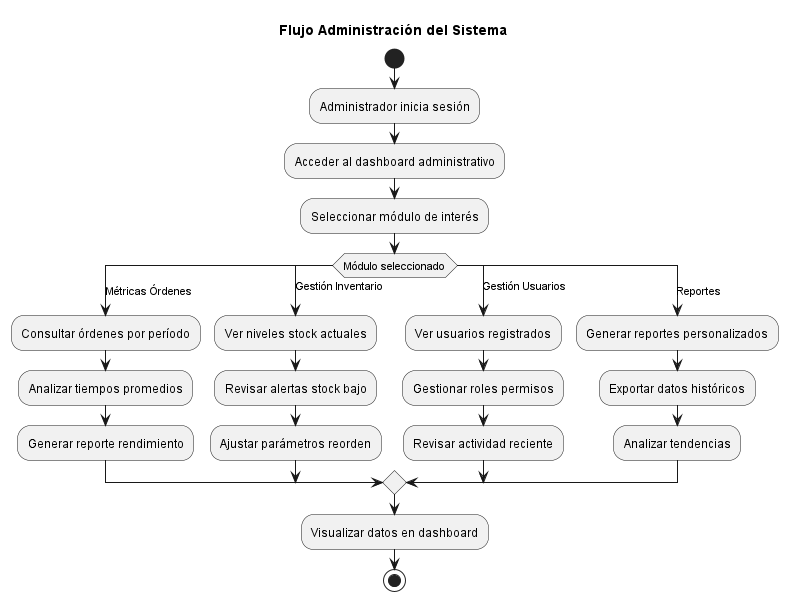 Flujo Administración del Sistema
Administrador inicia sesión
Acceder al dashboard administrativo
Seleccionar módulo de interés
Módulo seleccionado
Métricas Órdenes
Consultar órdenes por período
Analizar tiempos promedios
Generar reporte rendimiento
Gestión Inventario
Ver niveles stock actuales
Revisar alertas stock bajo
Ajustar parámetros reorden
Gestión Usuarios
Ver usuarios registrados
Gestionar roles permisos
Revisar actividad reciente
Reportes
Generar reportes personalizados
Exportar datos históricos
Analizar tendencias
Visualizar datos en dashboard